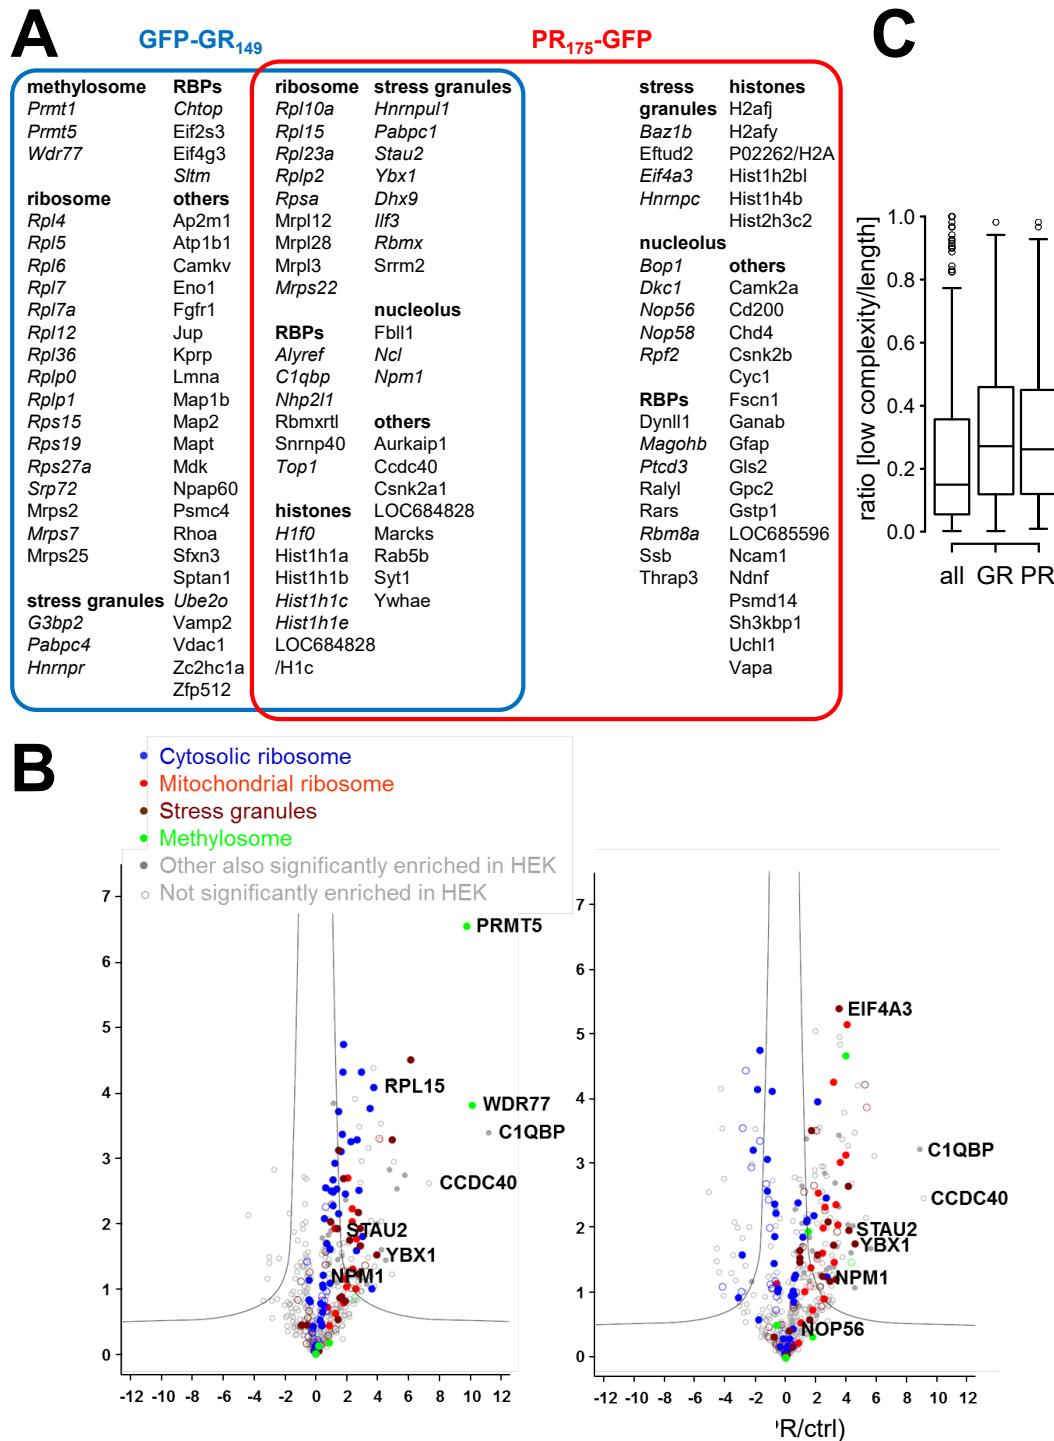 A
GFP-GR149
PR175-GFP
C
methylosome
Prmt1
Prmt5
Wdr77
ribosome
Rpl4
Rpl5
Rpl6
Rpl7
Rpl7a
Rpl12
Rpl36
Rplp0
Rplp1
Rps15
Rps19
Rps27a
Srp72
Mrps2
Mrps7
Mrps25
stress granules
G3bp2
Pabpc4
Hnrnpr
RBPs
Chtop
Eif2s3
Eif4g3
Sltm
others
Ap2m1
Atp1b1
Camkv
Eno1
Fgfr1
Jup
Kprp
Lmna
Map1b
Map2
Mapt
Mdk
Npap60
Psmc4
Rhoa
Sfxn3
Sptan1
Ube2o
Vamp2
Vdac1
Zc2hc1a
Zfp512
ribosome
Rpl10a
Rpl15
Rpl23a
Rplp2
Rpsa
Mrpl12
Mrpl28
Mrpl3
Mrps22
RBPs
Alyref
C1qbp
Nhp2l1
Rbmxrtl
Snrnp40
Top1
histones
H1f0
Hist1h1a
Hist1h1b
Hist1h1c
Hist1h1e
LOC684828
/H1c
stress granules
Hnrnpul1
Pabpc1
Stau2
Ybx1
Dhx9
Ilf3
Rbmx
Srrm2
nucleolus
Fbll1
Ncl
Npm1
others
Aurkaip1
Ccdc40
Csnk2a1
LOC684828
Marcks
Rab5b
Syt1
Ywhae
stress
granules
Baz1b
Eftud2
Eif4a3
Hnrnpc
nucleolus
Bop1
Dkc1
Nop56
Nop58
Rpf2
RBPs
Dynll1
Magohb
Ptcd3
Ralyl
Rars
Rbm8a
Ssb
Thrap3
histones
H2afj
H2afy
P02262/H2A
Hist1h2bl
Hist1h4b
Hist2h3c2
others
Camk2a
Cd200
Chd4
Csnk2b
Cyc1
Fscn1
Ganab
Gfap
Gls2
Gpc2
Gstp1
LOC685596
Ncam1
Ndnf
Psmd14
Sh3kbp1
Uchl1
Vapa
ratio [low complexity/length]
1.0
0.8
0.6
0.4
0.2
0.0
all GR PR
B
Cytosolic ribosome
Mitochondrial ribosome
Stress granules
Methylosome
Other also significantly enriched in HEK
Not significantly enriched in HEK
7
6
5
4
3
2
1
0
PRMT5
RPL15
WDR77
C1QBP
CCDC40
STAU2
YBX1
NPM1
-12 -10 -8 -6 -4 -2 0 2 4 6 8 10 12
7
6
5
4
3
2
1
0
EIF4A3
C1QBP
CCDC40
STAU2
YBX1
NPM1
NOP56
-12 -10 -8 -6 -4 -2 0 2 4 6 8 10 12
PR/ctrl)